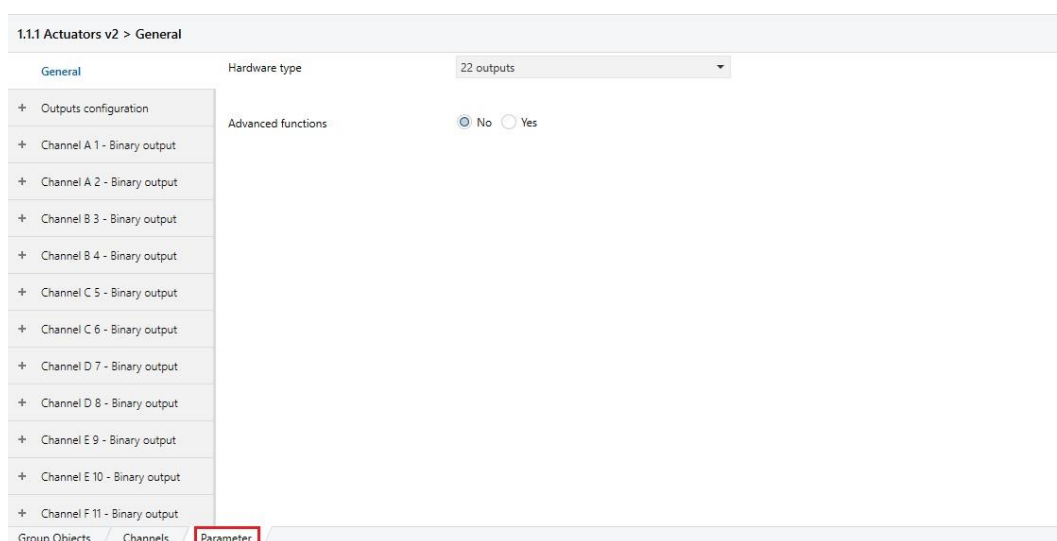 1.1.1 Actuators v2 > General
General
Hardware type
22 outputs
+ Outputs configuration
Advanced functions
No
Yes
+ Channel A 1 - Binary output
+ Channel A 2 - Binary output
+ Channel B 3 - Binary output
+ Channel B 4 - Binary output
+ Channel C 5 - Binary output
+ Channel C 6 - Binary output
+ Channel D 7 - Binary output
+ Channel D 8 - Binary output
+ Channel E 9 - Binary output
+ Channel E 10 - Binary output
+ Channel F 11 - Binary output
Group Objects
Channels
Parameter